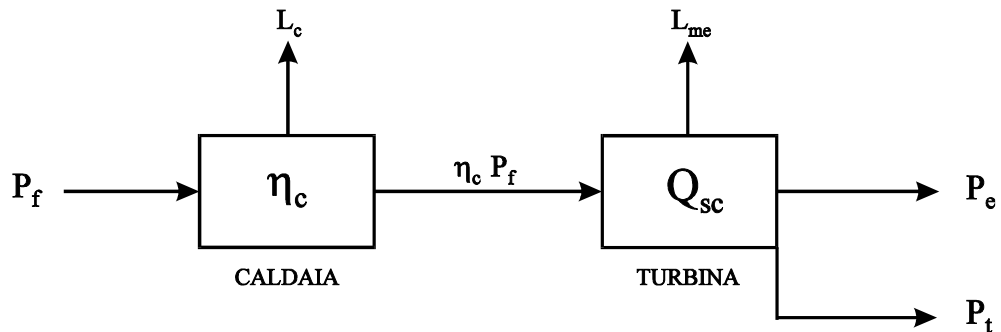 L_c
L_me
P_f
η_c
η_c P_f
Q_sc
P_e
CALDAIA
TURBINA
P_t